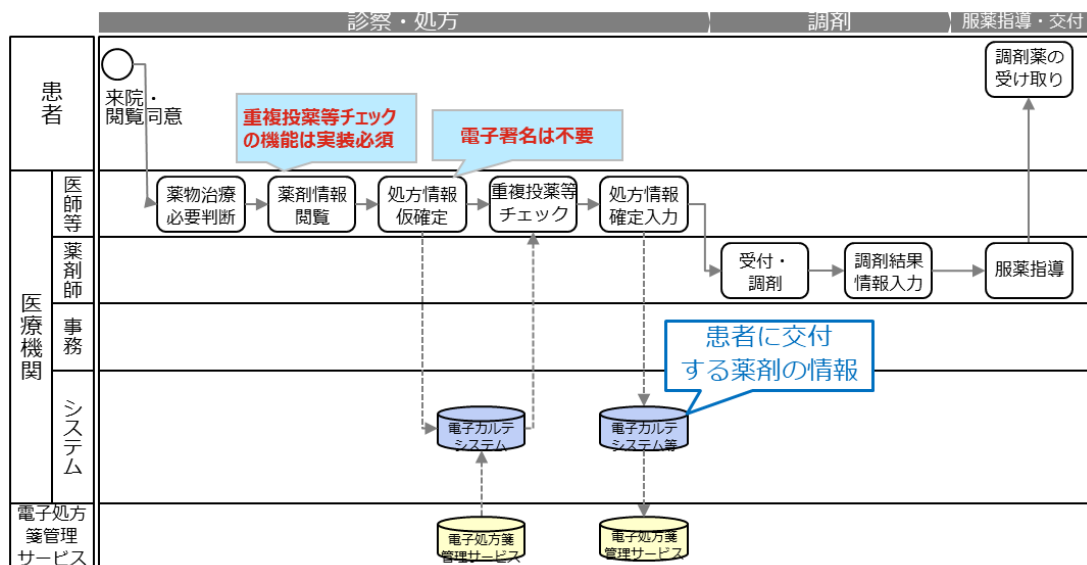 診察・処方
調剤
服薬指導・交付
患者
来院・
閲覧同意
重複投薬等チェック
の機能は実装必須
電子署名は不要
調剤薬の
受け取り
医療機関
医師等
薬物治療
必要判断
薬剤情報
閲覧
処方情報
仮確定
重複投薬等
チェック
処方情報
確定入力
薬剤師
受付・
調剤
調剤結果
情報入力
服薬指導
事務
患者に交付
する薬剤の情報
システム
電子カルテ
システム
電子カルテ
システム等
電子処方
箋管理
サービス
電子処方箋
管理サービス
電子処方箋
管理サービス